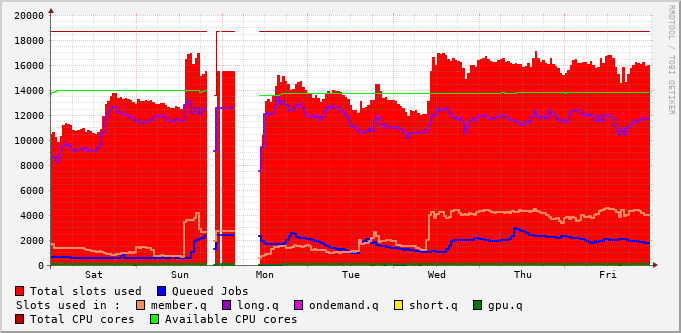 20000
18000
16000
14000
12000
10000
8000
6000
4000
2000
0
Sat Sun Mon Tue Wed Thu Fri
RRDTOOL / TOBI OETIKER
Total slots used Queued Jobs
Slots used in : member.q long.q ondemand.q short.q gpu.q
Total CPU cores Available CPU cores